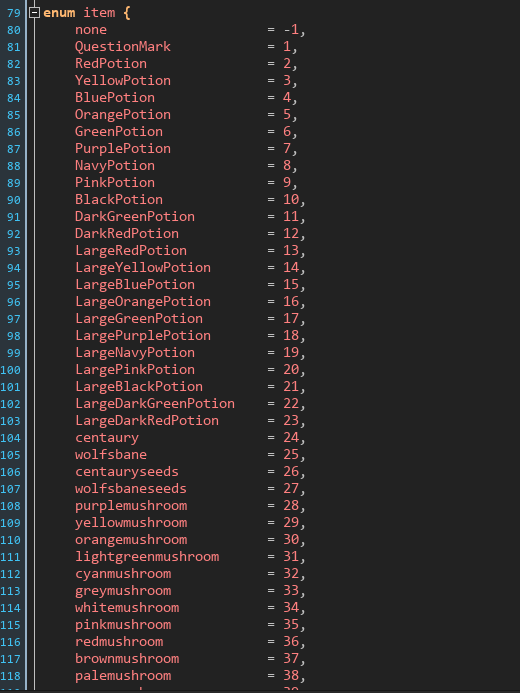 79 enum item {
80 none = -1,
81 QuestionMark = 1,
82 RedPotion = 2,
83 YellowPotion = 3,
84 BluePotion = 4,
85 OrangePotion = 5,
86 GreenPotion = 6,
87 PurplePotion = 7,
88 NavyPotion = 8,
89 PinkPotion = 9,
90 BlackPotion = 10,
91 DarkGreenPotion = 11,
92 DarkRedPotion = 12,
93 LargeRedPotion = 13,
94 LargeYellowPotion = 14,
95 LargeBluePotion = 15,
96 LargeOrangePotion = 16,
97 LargeGreenPotion = 17,
98 LargePurplePotion = 18,
99 LargeNavyPotion = 19,
100 LargePinkPotion = 20,
101 LargeBlackPotion = 21,
102 LargeDarkGreenPotion = 22,
103 LargeDarkRedPotion = 23,
104 centaury = 24,
105 wolfsbane = 25,
106 centauryseeds = 26,
107 wolfsbaneseeds = 27,
108 purplemushroom = 28,
109 yellowmushroom = 29,
110 orangemushroom = 30,
111 lightgreenmushroom = 31,
112 cyanmushroom = 32,
113 greymushroom = 33,
114 whitemushroom = 34,
115 pinkmushroom = 35,
116 redmushroom = 36,
117 brownmushroom = 37,
118 palemushroom = 38,